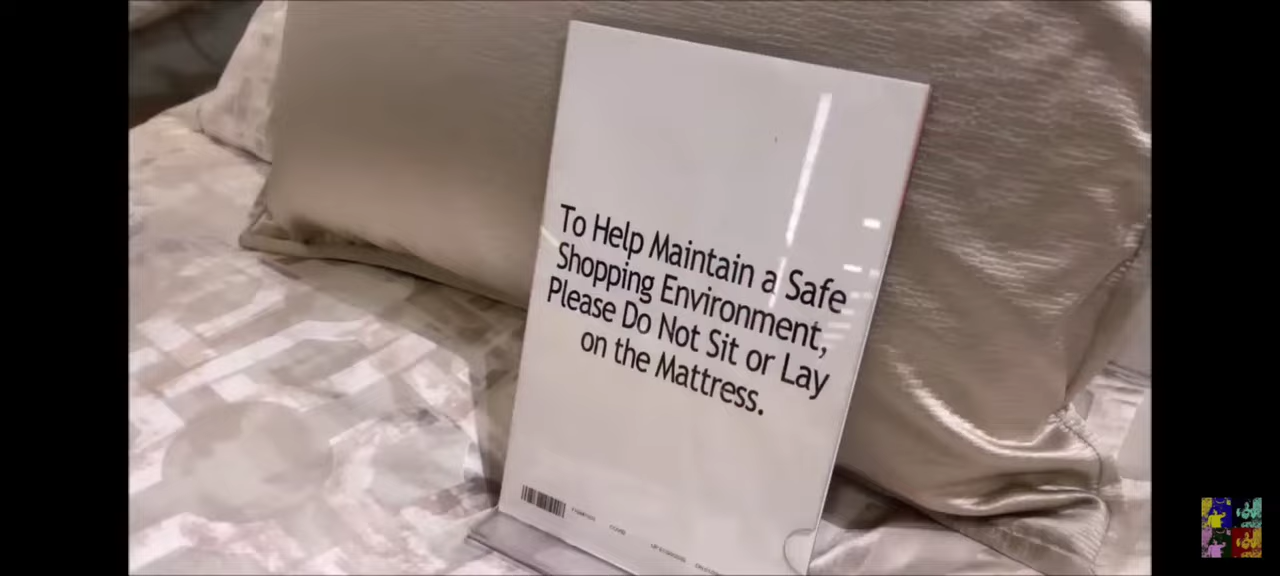 To Help Maintain a Safe
Shopping Environment,
Please Do Not Sit or Lay
on the Mattress.